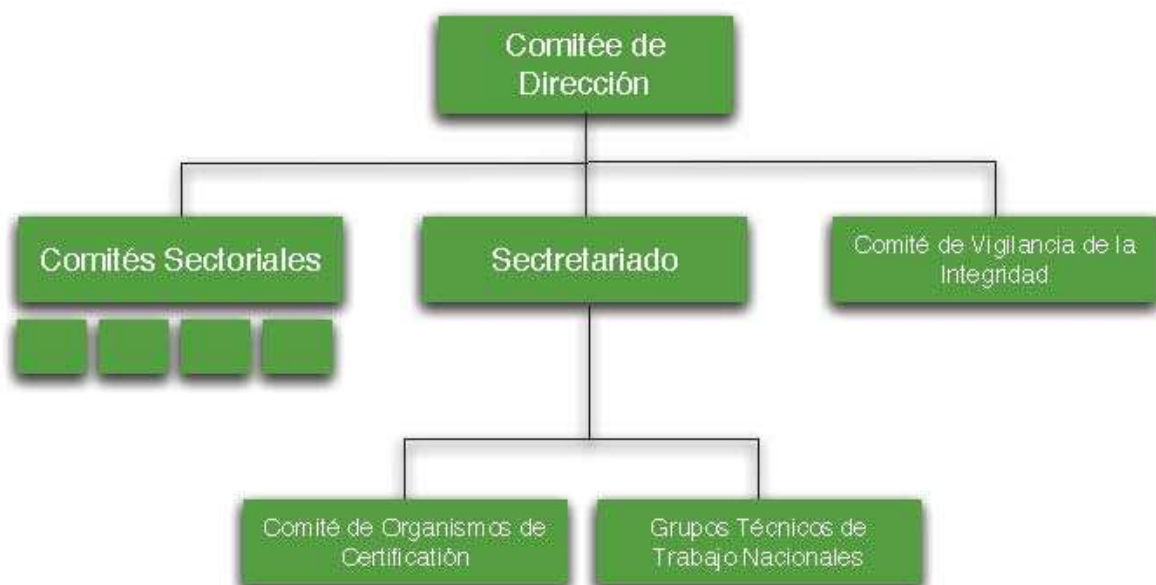 Comitée de
Dirección
Comités Sectoriales
Sectretariado
Comité de Vigilancia de la
Integridad
Comité de Organismos de
Certificatión
Grupos Técnicos de
Trabajo Nacionales